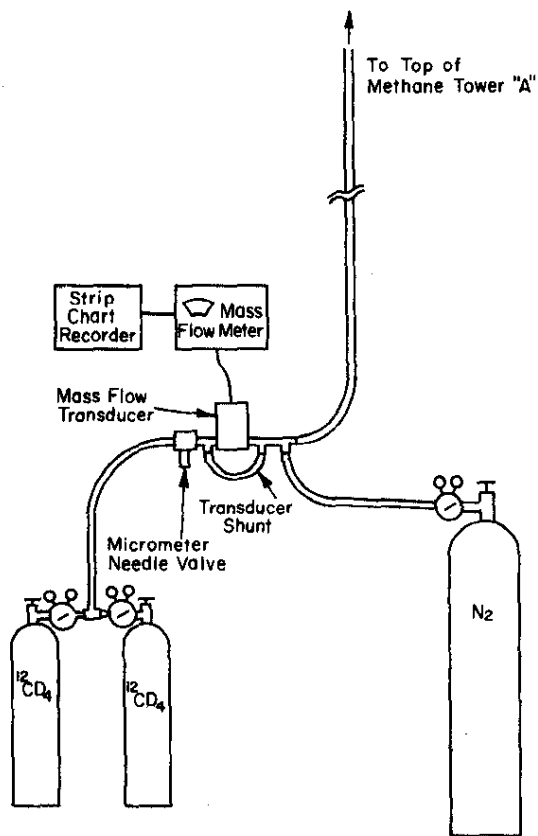 To Top of
Methane Tower "A"
Strip
Chart
Recorder
Mass
Flow Meter
Mass Flow
Transducer
Transducer
Shunt
Micrometer
Needle Valve
N2
12CD4
12CD4